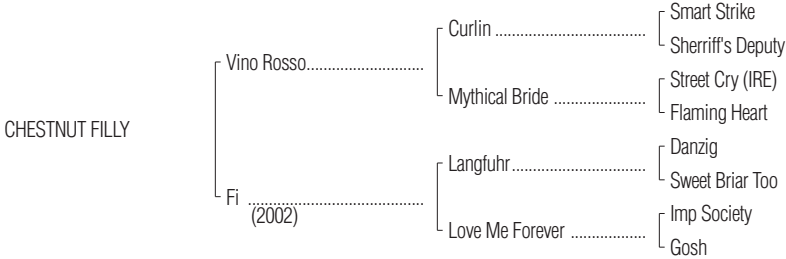 Smart Strike
Curlin ....................................
Sherriff's Deputy
Vino Rosso...........................
Street Cry (IRE)
Mythical Bride ......................
Flaming Heart
CHESTNUT FILLY
Danzig
Langfuhr................................
Sweet Briar Too
Fi ..........................................
(2002)
Imp Society
Love Me Forever ..................
Gosh